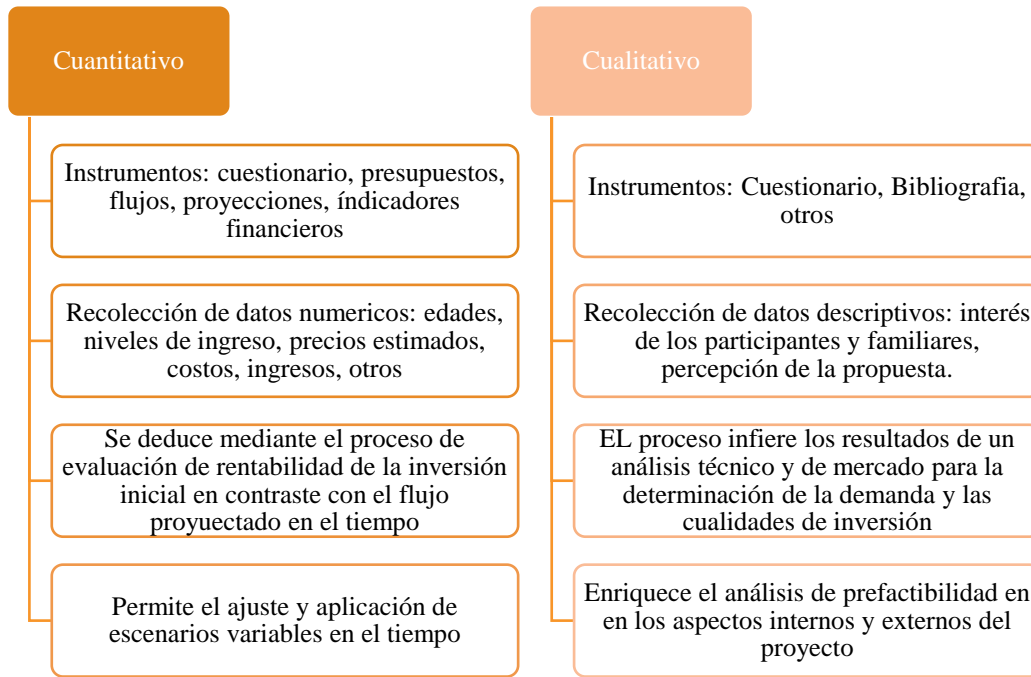 Cuantitativo
Instrumentos: cuestionario, presupuestos,
flujos, proyecciones, índicadores
financieros
Recolección de datos numericos: edades,
niveles de ingreso, precios estimados,
costos, ingresos, otros
Se deduce mediante el proceso de
evaluación de rentabilidad de la inversión
inicial en contraste con el flujo
proyuectado en el tiempo
Permite el ajuste y aplicación de
escenarios variables en el tiempo
Cualitativo
Instrumentos: Cuestionario, Bibliografia,
otros
Recolección de datos descriptivos: interés
de los participantes y familiares,
percepción de la propuesta.
EL proceso infiere los resultados de un
análisis técnico y de mercado para la
determinación de la demanda y las
cualidades de inversión
Enriquece el análisis de prefactibilidad en
en los aspectos internos y externos del
proyecto